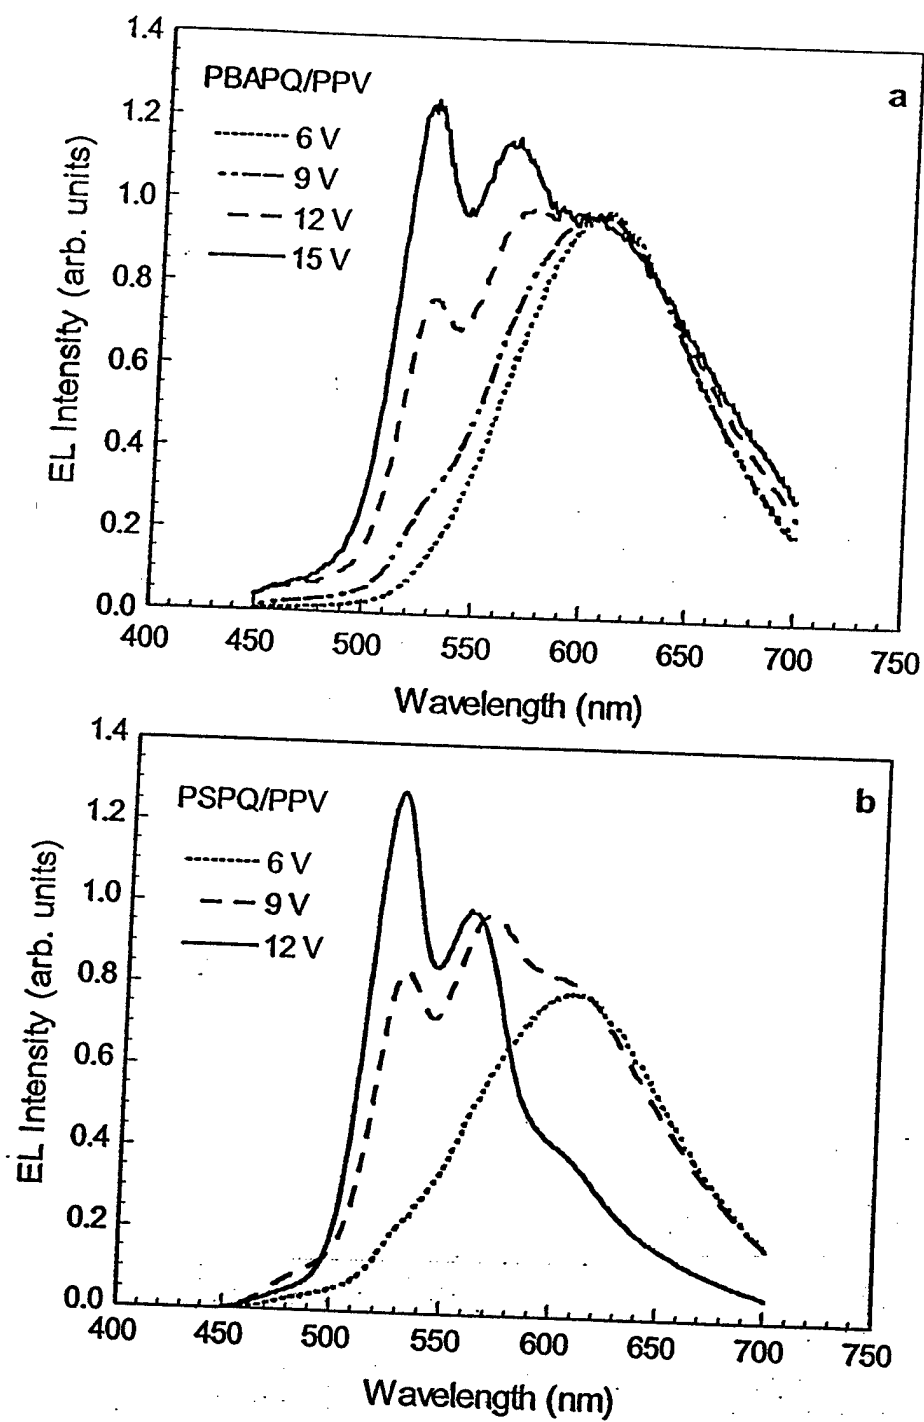 1.4
1.2
1.0
0.8
0.6
0.4
0.2
0.0
EL Intensity (arb. units)
PBAPQ/PPV
6 V
9 V
12 V
15 V
a
400 450 500 550 600 650 700 750
Wavelength (nm)
1.4
1.2
1.0
0.8
0.6
0.4
0.2
0.0
EL Intensity (arb. units)
PSPQ/PPV
6 V
9 V
12 V
b
400 450 500 550 600 650 700 750
Wavelength (nm)